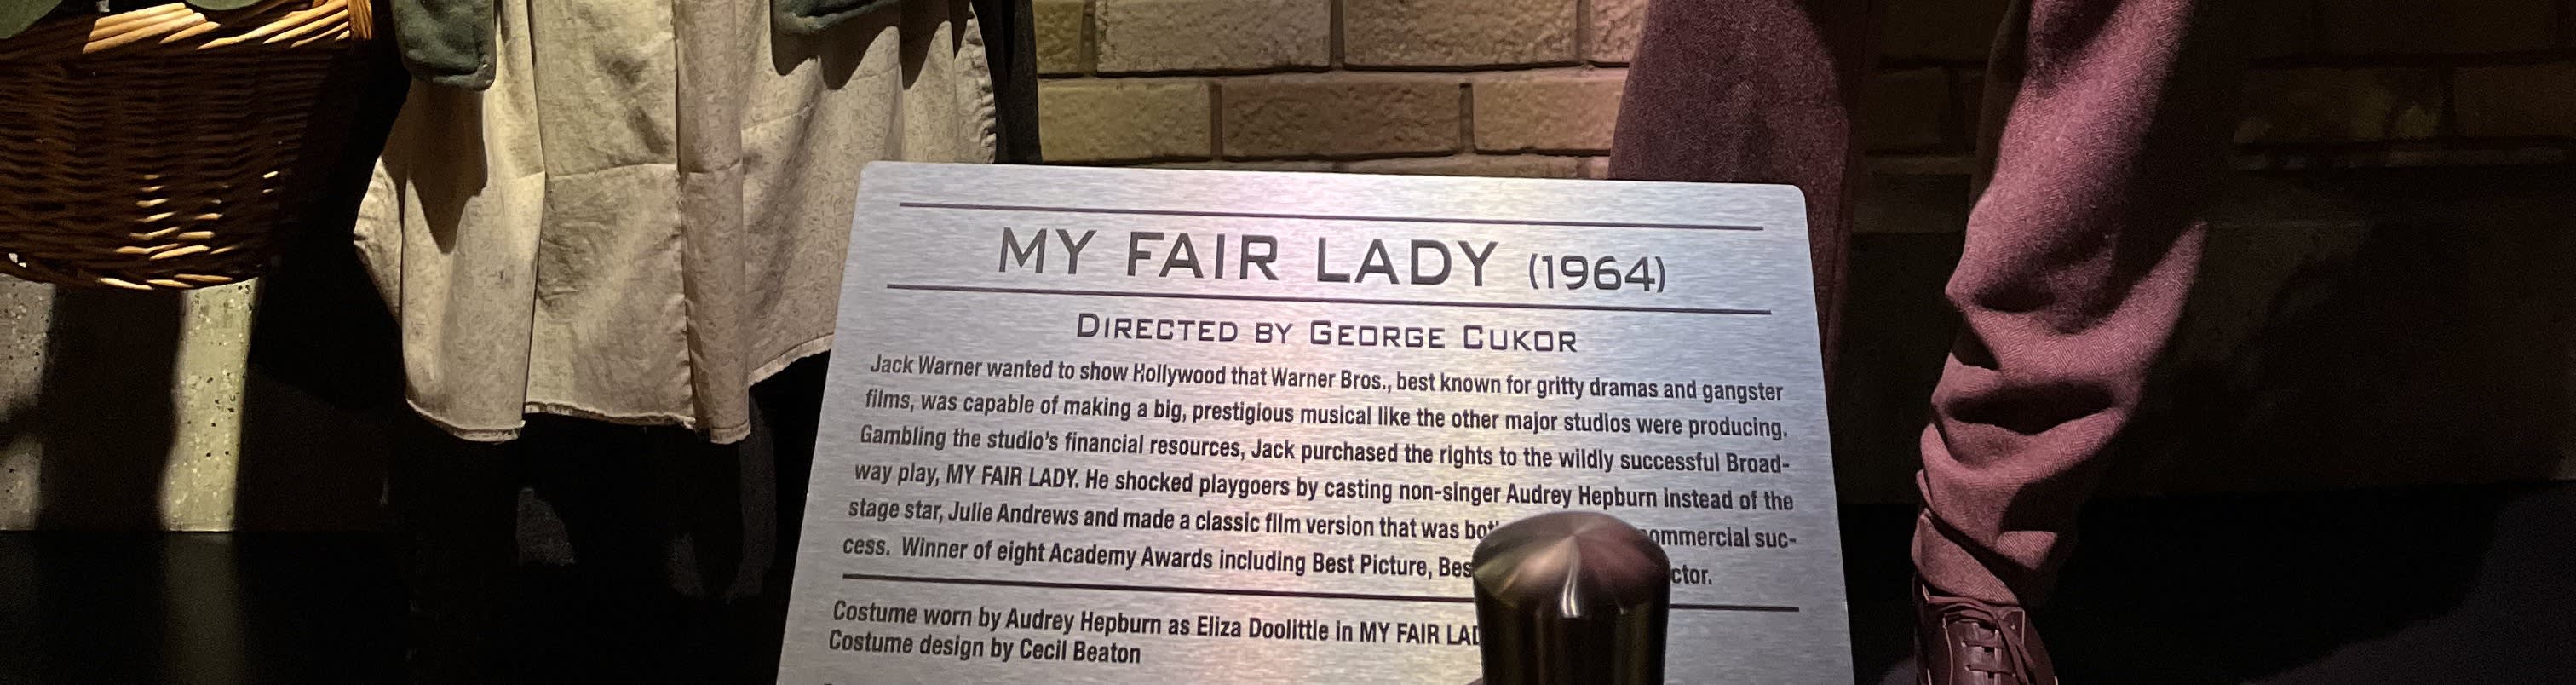 MY FAIR LADY (1964)
DIRECTED BY GEORGE CUKOR
Jack Warner wanted to show Hollywood that Warner Bros., best known for gritty dramas and gangster
films, was capable of making a big, prestigious musical like the other major studios were producing.
Gambling the studio's financial resources, Jack purchased the rights to the wildly successful Broad-
way play, MY FAIR LADY. He shocked playgoers by casting non-singer Audrey Hepburn instead of the
stage star, Julie Andrews and made a classic film version that was suc-
cess. Winner of eight Academy Awards including Best Picture,
Costume worn by Audrey Hepburn as Eliza Doolittle in MY FAIR
Costume design by Cecil Beaton